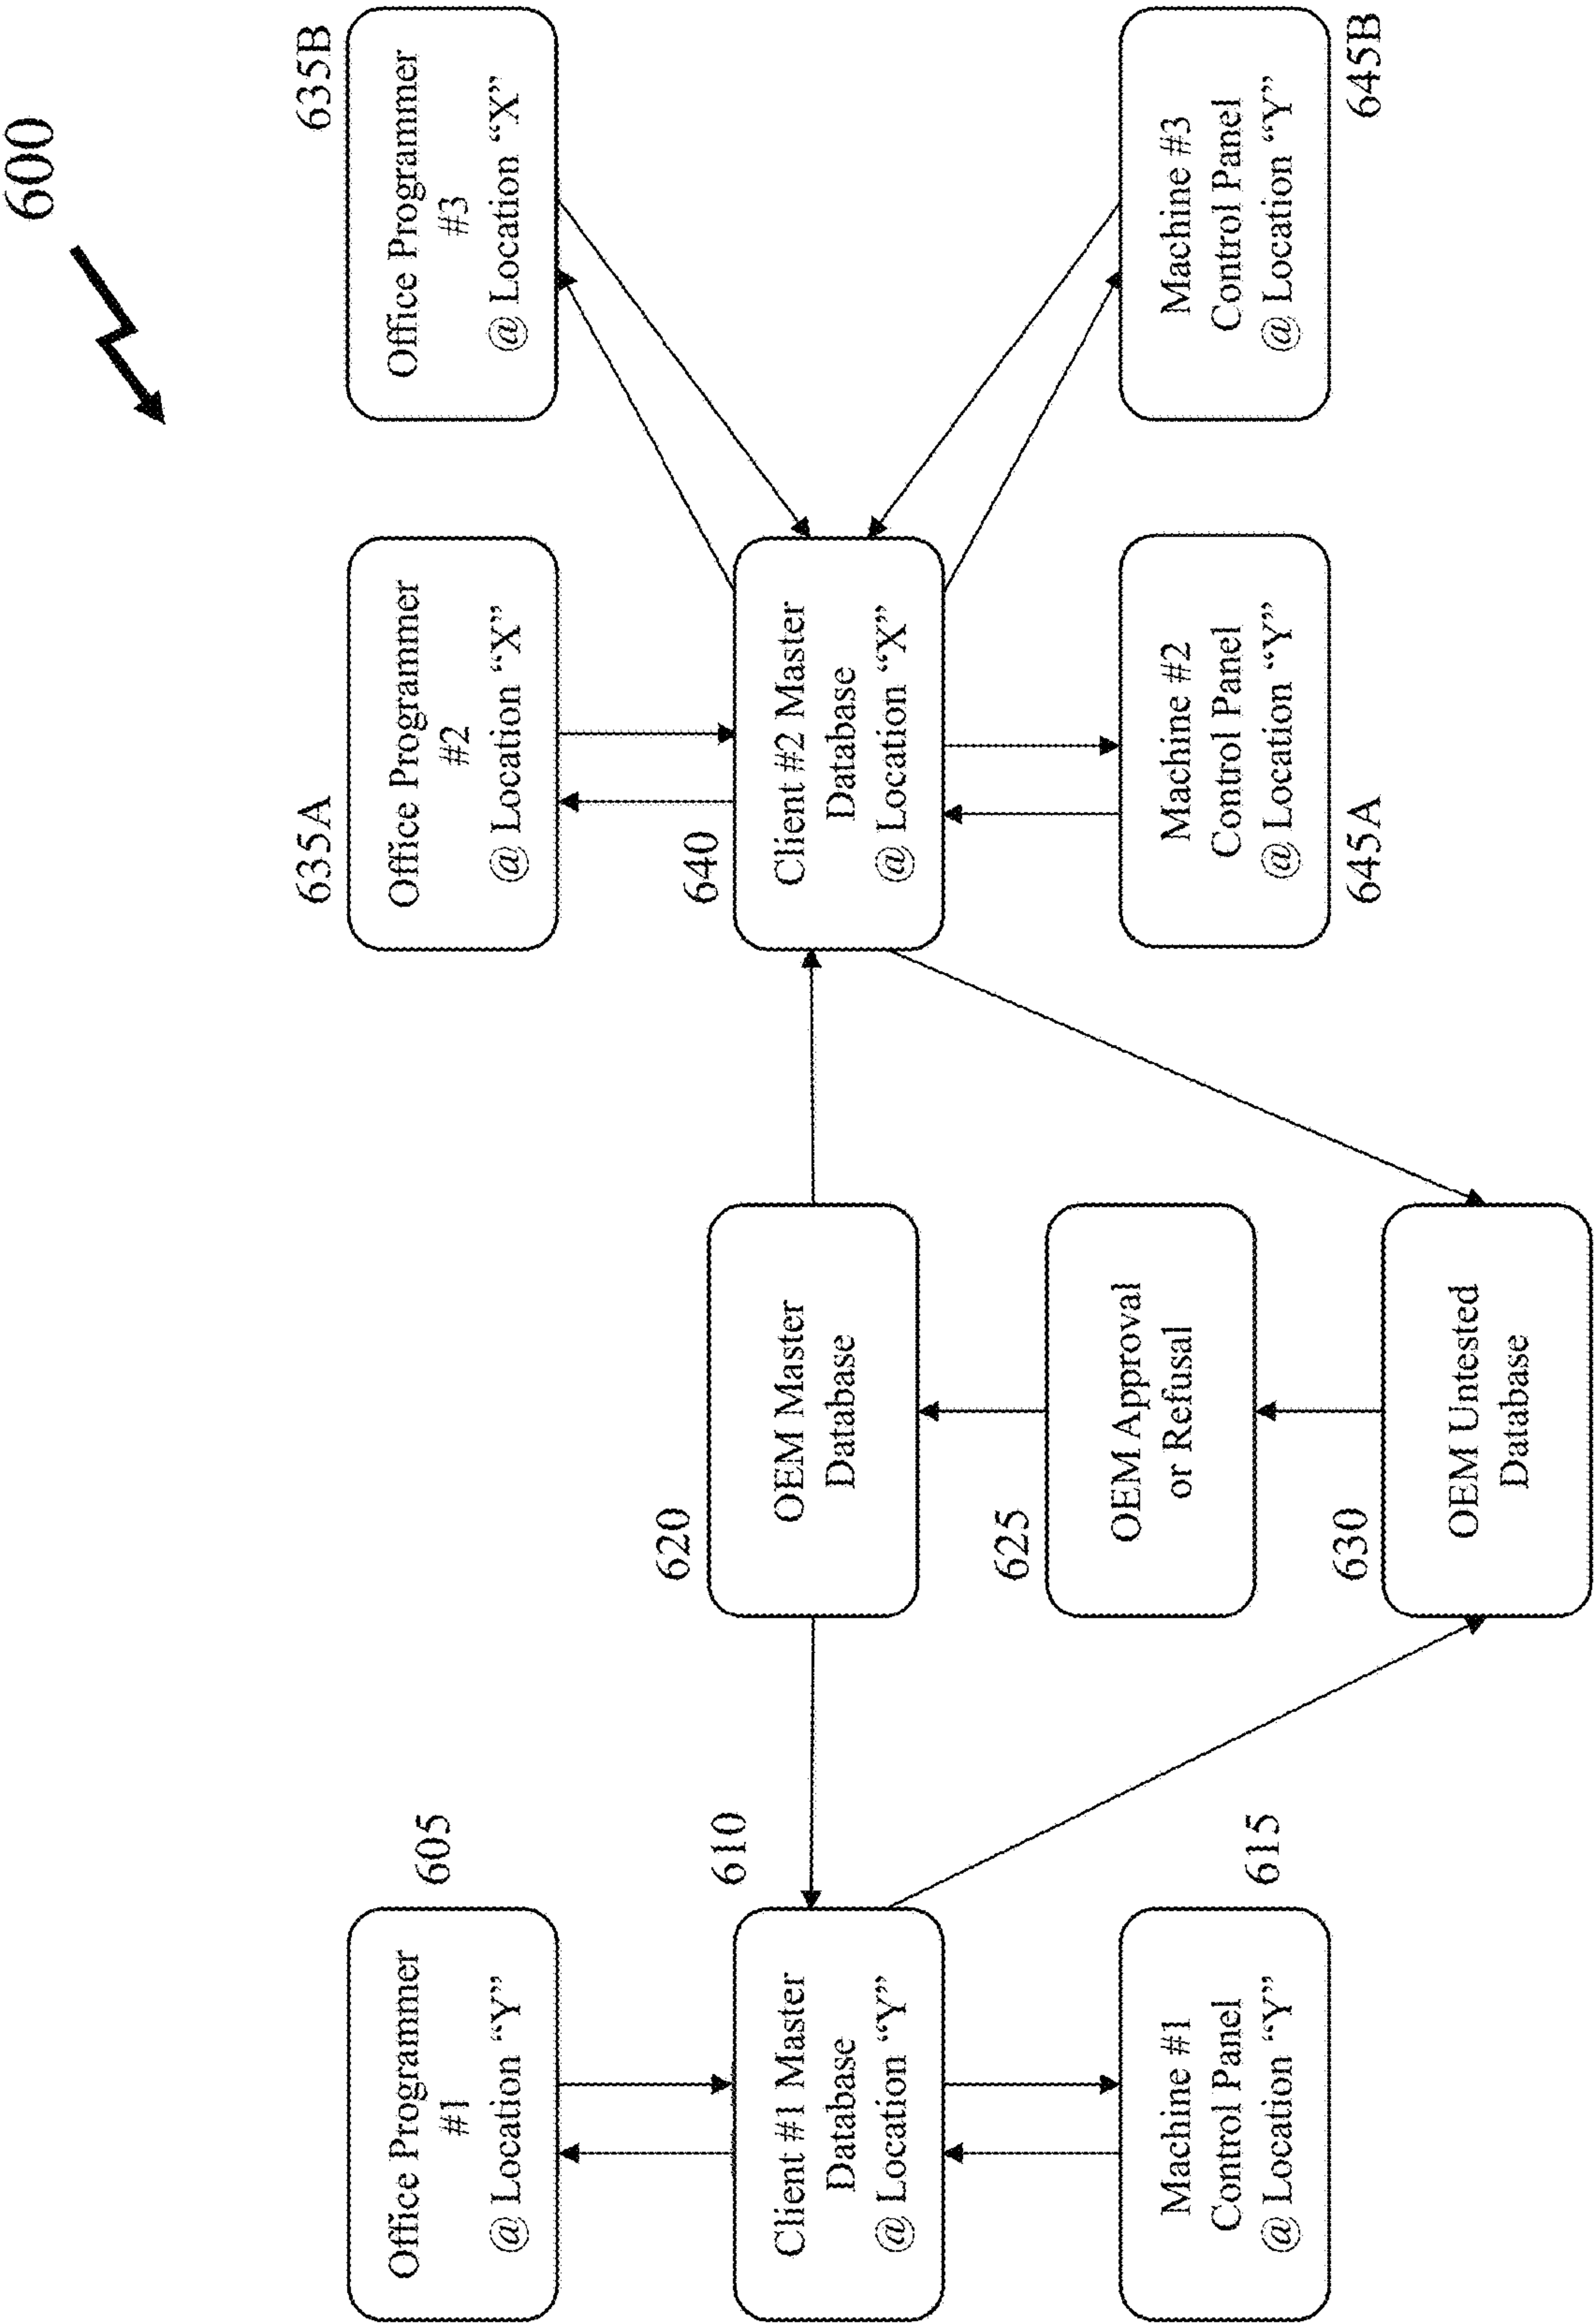 600
605
Office Programmer
#1
@ Location “Y”
635A
Office Programmer
#2
@ Location “X”
635B
Office Programmer
#3
@ Location “X”
610
Client #1 Master
Database
@ Location “Y”
620
OEM Master
Database
640
Client #2 Master
Database
@ Location “X”
625
OEM Approval
or Refusal
615
Machine #1
Control Panel
@ Location “Y”
Machine #2
Control Panel
@ Location “Y”
645A
Machine #3
Control Panel
@ Location “Y”
645B
630
OEM Untested
Database